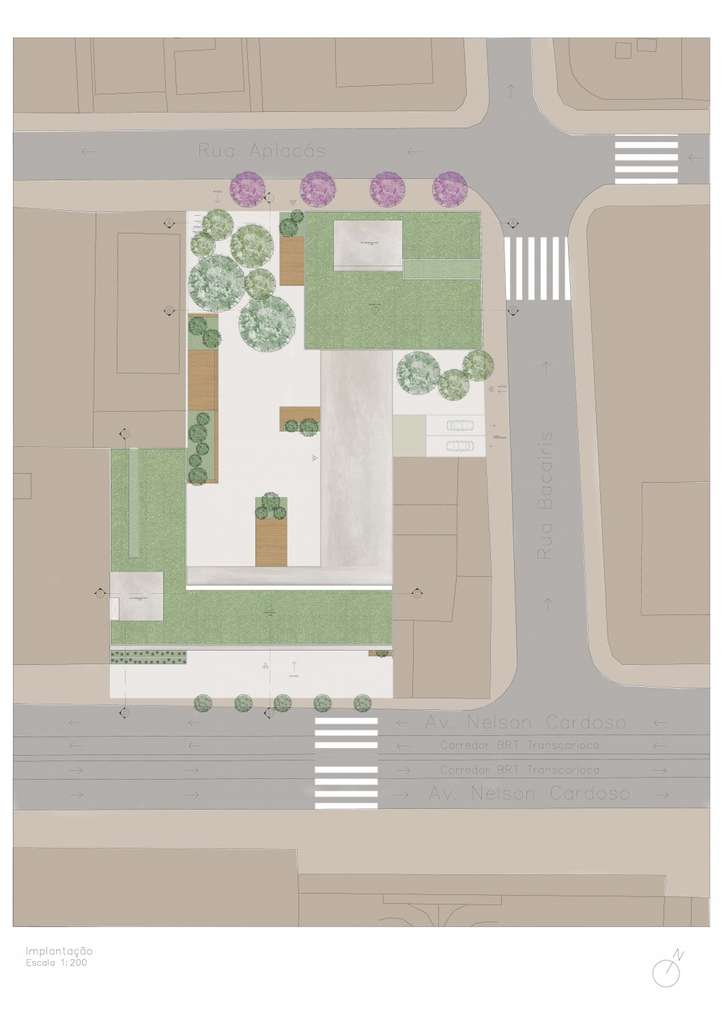 Rua Apiacás
Rua Bacairis
Av. Nelson Cardoso
Corredor BRT Transcarioca
Corredor BRT Transcarioca
Av. Nelson Cardoso
Implantação
Escala 1:200
N